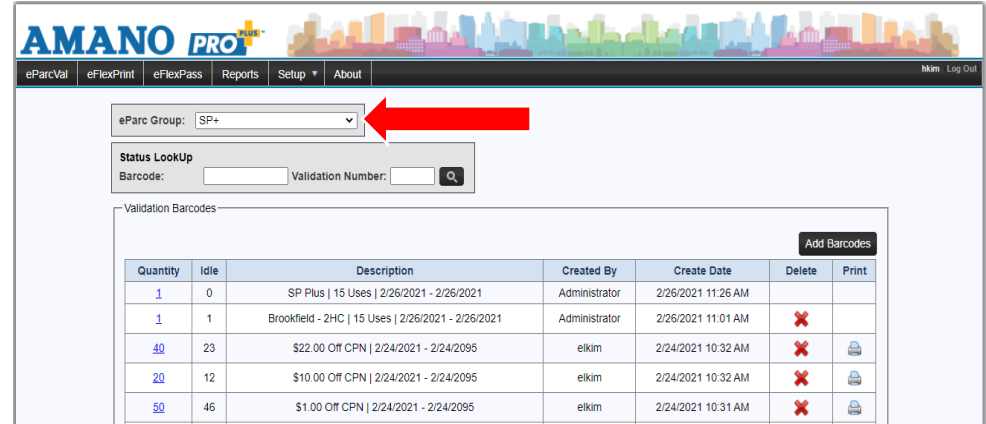 AMANO PRO PLUS™
eParcVal eFlexPrint eFlexPass Reports Setup ▼ About hkim Log Out
eParc Group: SP+
Status LookUp
Barcode: Validation Number:
Validation Barcodes
Add Barcodes
Quantity Idle Description Created By Create Date Delete Print
1 0 SP Plus | 15 Uses | 2/26/2021 - 2/26/2021 Administrator 2/26/2021 11:26 AM
1 1 Brookfield - 2HC | 15 Uses | 2/26/2021 - 2/26/2021 Administrator 2/26/2021 11:01 AM
40 23 $22.00 Off CPN | 2/24/2021 - 2/24/2095 elkim 2/24/2021 10:32 AM
20 12 $10.00 Off CPN | 2/24/2021 - 2/24/2095 elkim 2/24/2021 10:32 AM
50 46 $1.00 Off CPN | 2/24/2021 - 2/24/2095 elkim 2/24/2021 10:31 AM